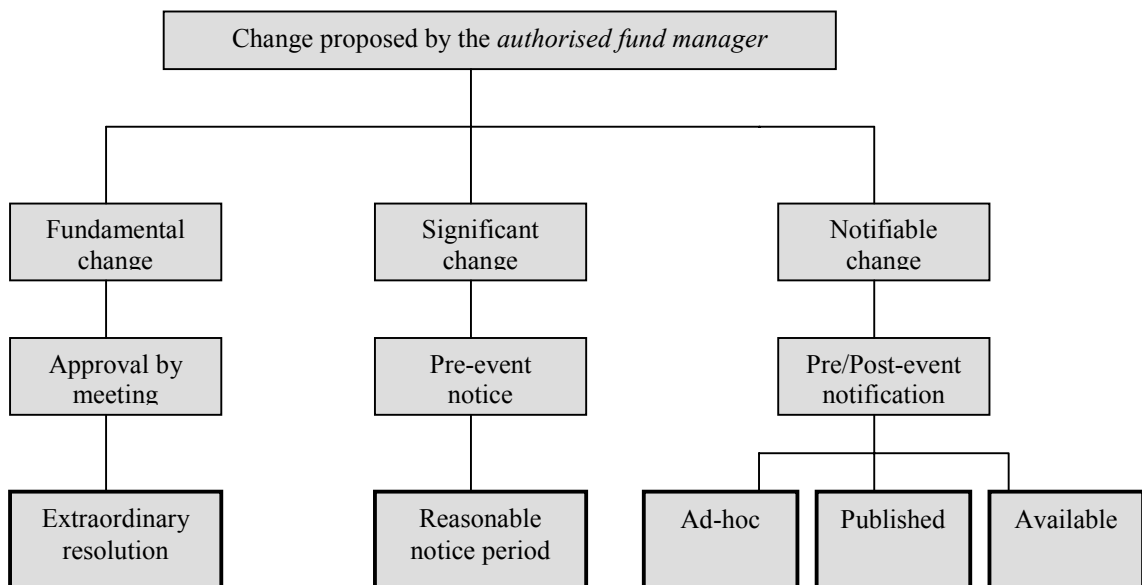 Change proposed by the authorised fund manager
Fundamental
change
Significant
change
Notifiable
change
Approval by
meeting
Pre-event
notice
Pre/Post-event
notification
Extraordinary
resolution
Reasonable
notice period
Ad-hoc
Published
Available